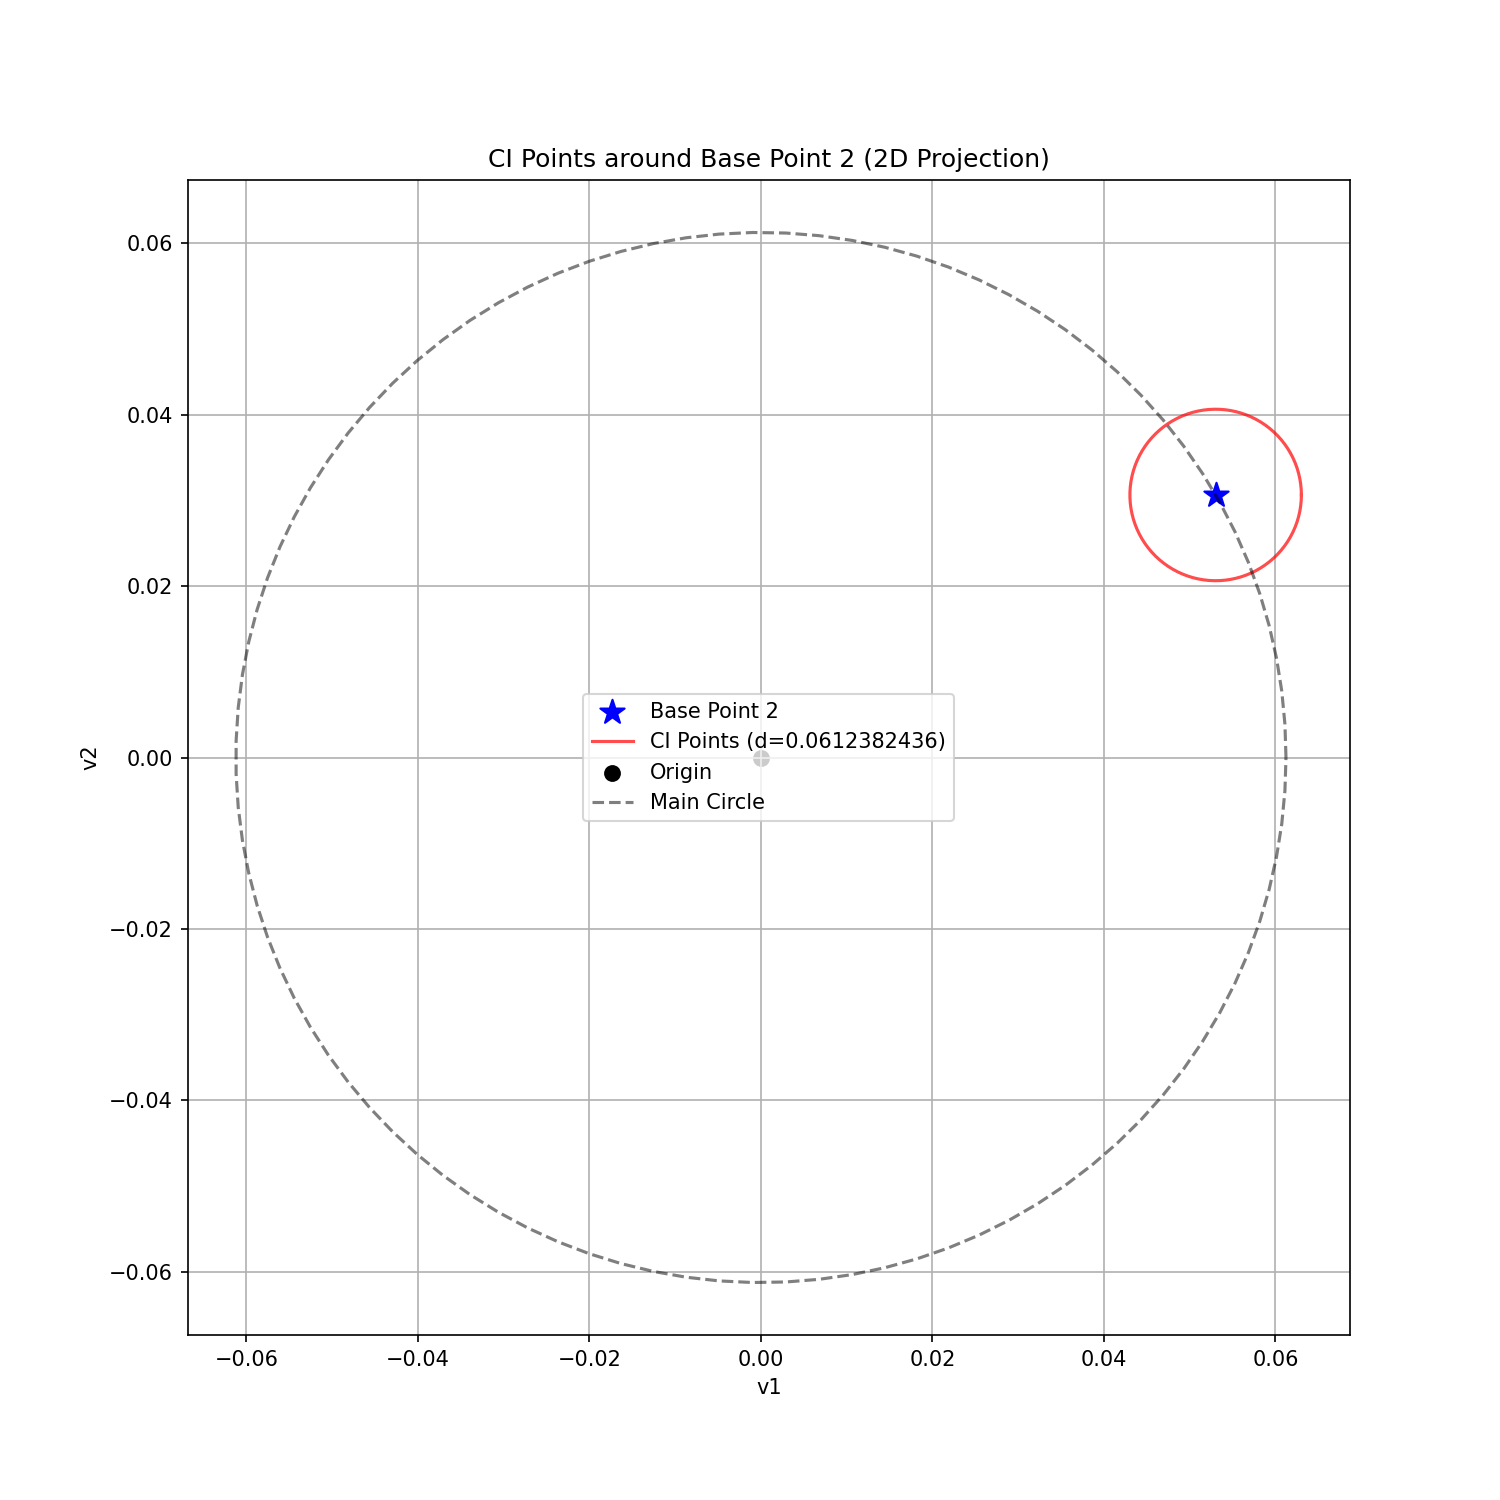 CI Points around Base Point 2 (2D Projection)
0.06
0.04
0.02
0.00
−0.02
−0.04
−0.06
v2
Base Point 2
CI Points (d=0.0612382436)
Origin
Main Circle
−0.06 −0.04 −0.02 0.00 0.02 0.04 0.06
v1